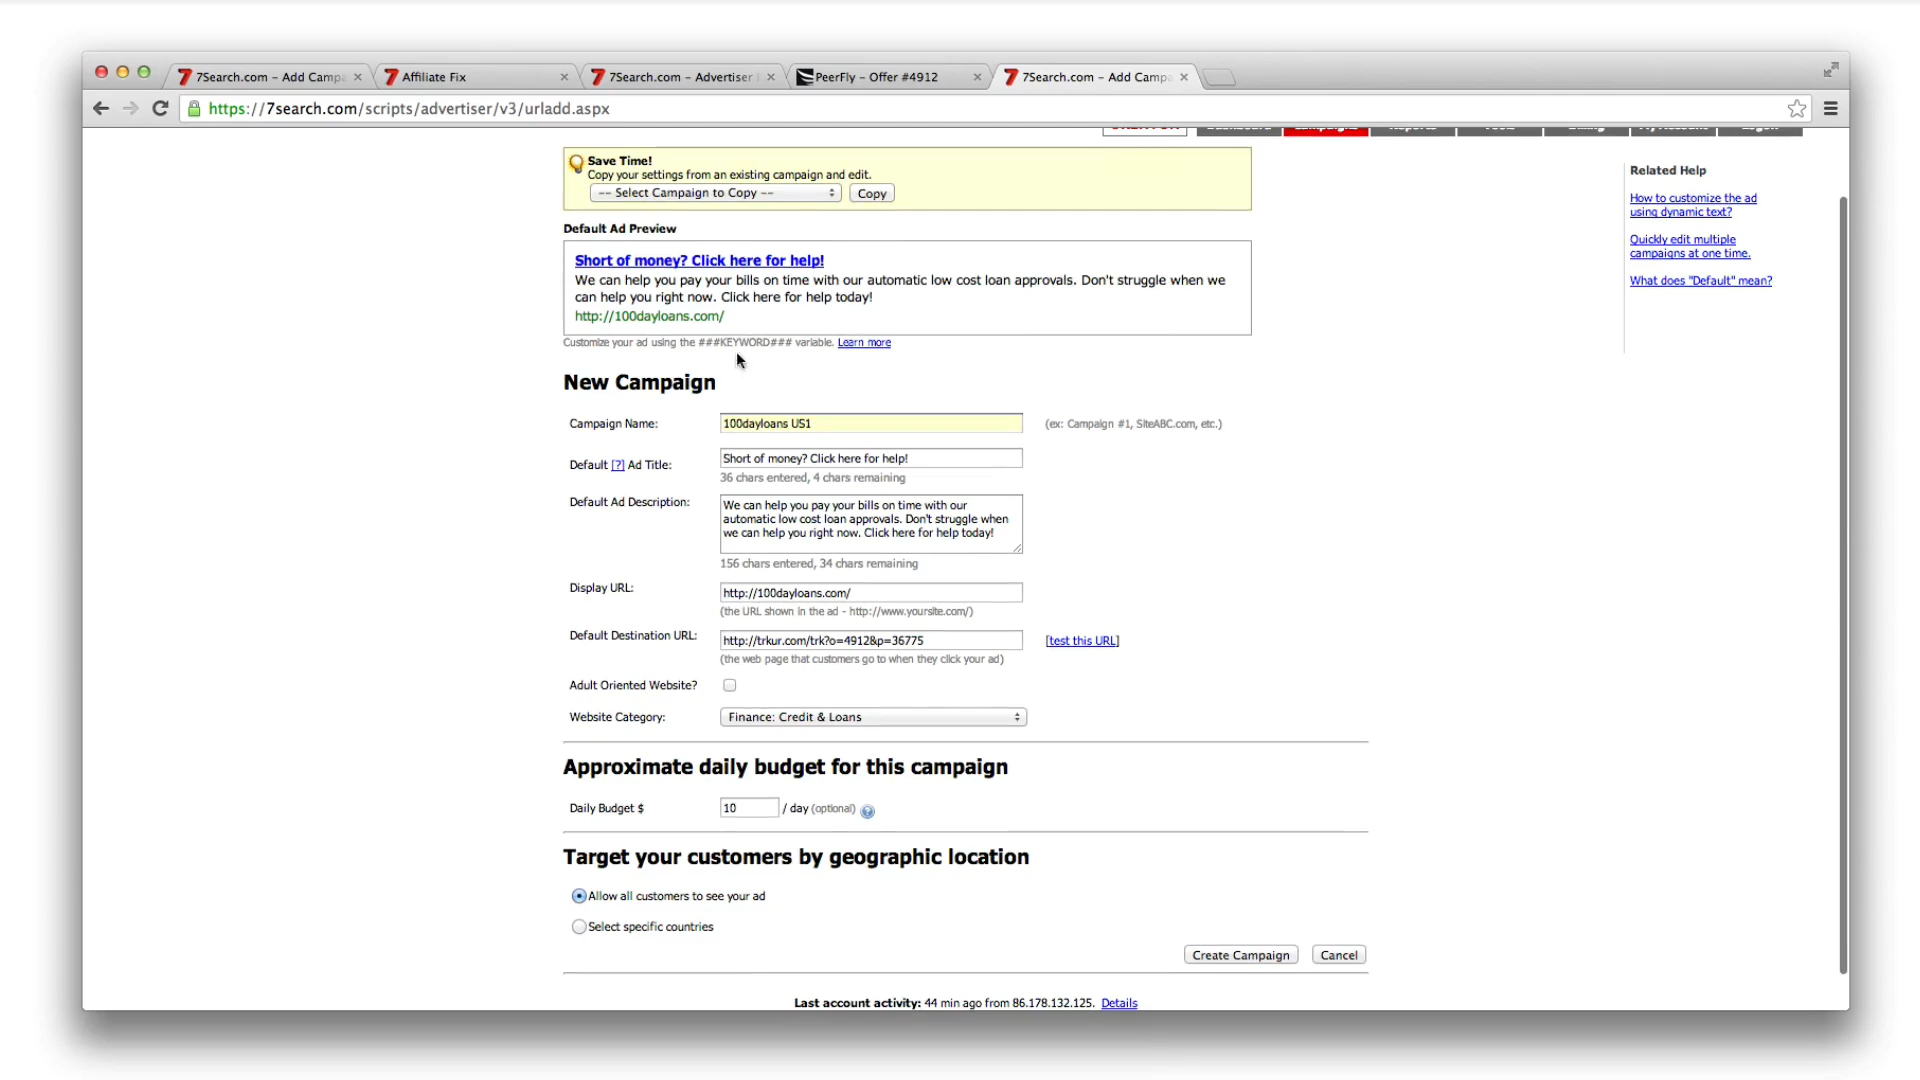 7Search.com – Add Campa
Affiliate Fix
7Search.com – Advertiser
PeerFly – Offer #4912
7Search.com – Add Campa
https://7search.com/scripts/advertiser/v3/urladd.aspx
Dashboard Campaigns Reports Tools Billing My Account Logout
Save Time!
Copy your settings from an existing campaign and edit.
-- Select Campaign to Copy --
Copy
Related Help
How to customize the ad
using dynamic text?
Quickly edit multiple
campaigns at one time.
What does "Default" mean?
Default Ad Preview
Short of money? Click here for help!
We can help you pay your bills on time with our automatic low cost loan approvals. Don't struggle when we
can help you right now. Click here for help today!
http://100dayloans.com/
Customize your ad using the ###KEYWORD### variable. Learn more
New Campaign
Campaign Name:
100dayloans US1
(ex: Campaign #1, SiteABC.com, etc.)
Default [?] Ad Title:
Short of money? Click here for help!
36 chars entered, 4 chars remaining
Default Ad Description:
We can help you pay your bills on time with our
automatic low cost loan approvals. Don't struggle when
we can help you right now. Click here for help today!
156 chars entered, 34 chars remaining
Display URL:
http://100dayloans.com/
(the URL shown in the ad - http://www.yoursite.com/)
Default Destination URL:
http://trkur.com/trk?o=4912&p=36775
[test this URL]
(the web page that customers go to when they click your ad)
Adult Oriented Website?
Website Category:
Finance: Credit & Loans
Approximate daily budget for this campaign
Daily Budget $
10
/ day (optional)
Target your customers by geographic location
Allow all customers to see your ad
Select specific countries
Create Campaign
Cancel
Last account activity: 44 min ago from 86.178.132.125. Details